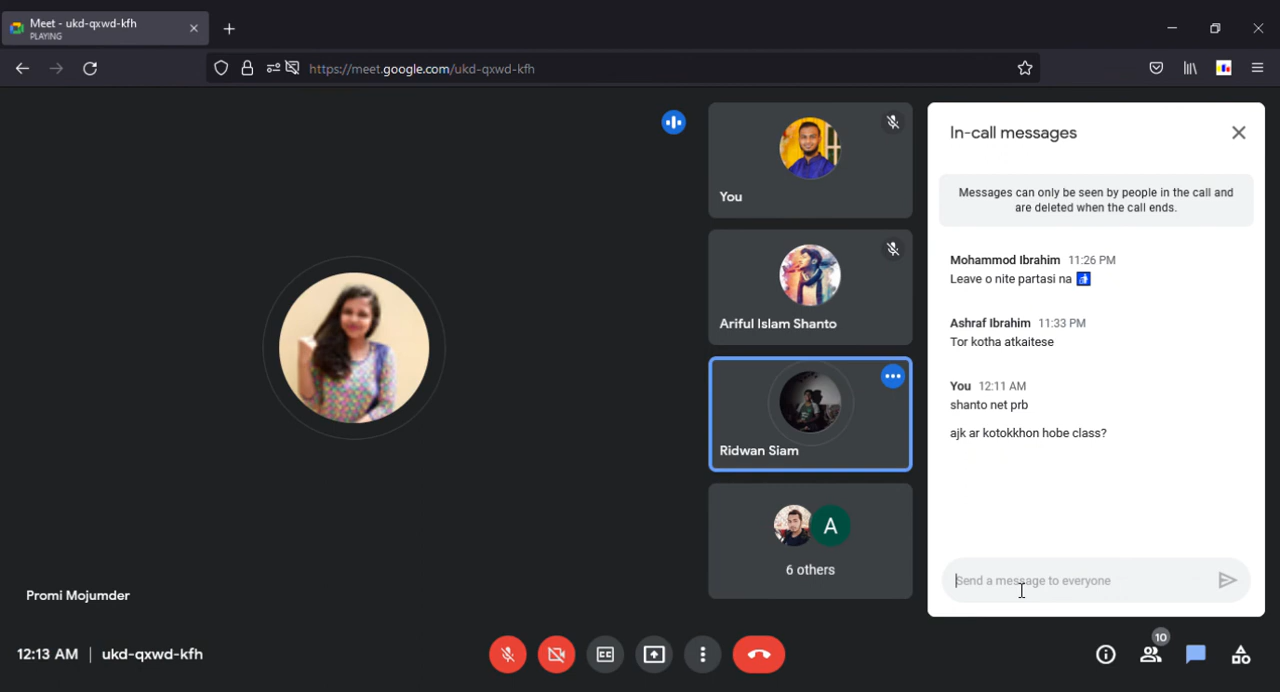 Meet - ukd-qxwd-kfh
PLAYING
https://meet.google.com/ukd-qxwd-kfh
You
Ariful Islam Shanto
Ridwan Siam
A
6 others
Promi Mojumder
In-call messages
Messages can only be seen by people in the call and
are deleted when the call ends.
Mohammod Ibrahim 11:26 PM
Leave o nite partasi na
Ashraf Ibrahim 11:33 PM
Tor kotha atkaitese
You 12:11 AM
shanto net prb
ajk ar kotokkhon hobe class?
Send a message to everyone
12:13 AM | ukd-qxwd-kfh
CC
10